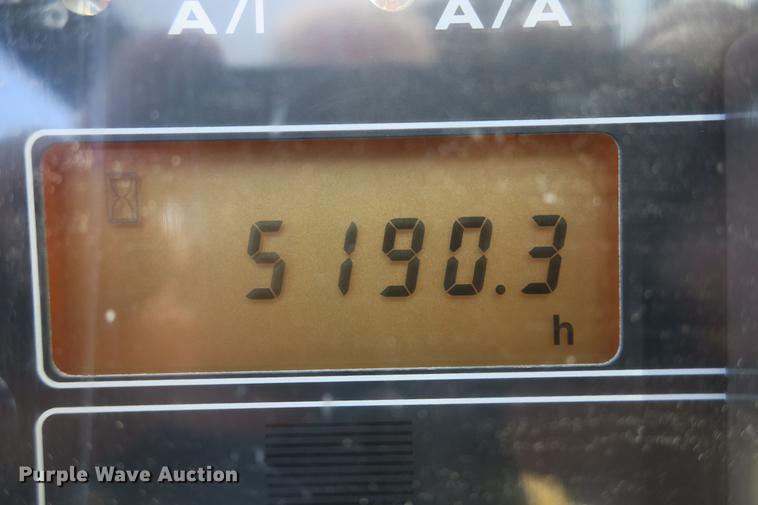 A/I A/A
5190.3
h
Purple Wave Auction